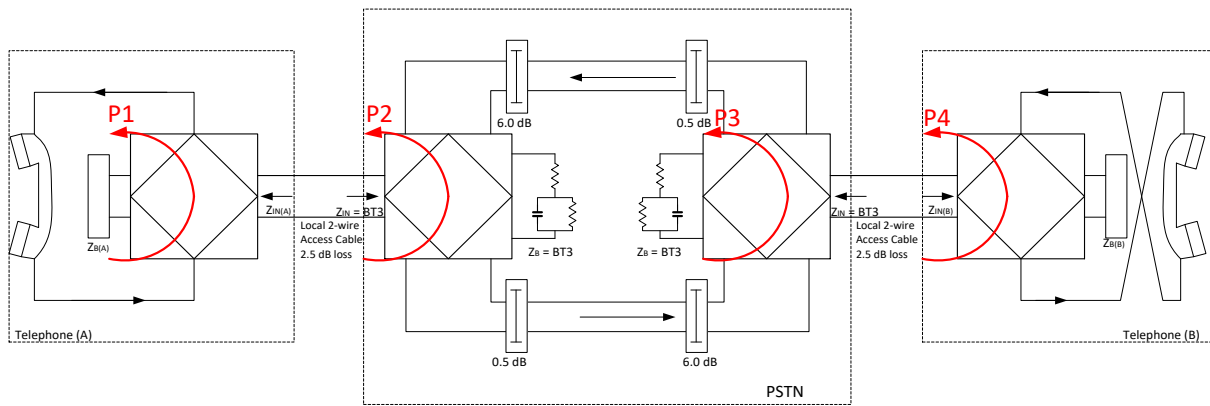 P1
P2
P3
P4
6.0 dB
0.5 dB
ZB(A)
ZIN(A)
ZIN = BT3
Local 2-wire
Access Cable
2.5 dB loss
ZB = BT3
ZB = BT3
ZIN = BT3
Local 2-wire
Access Cable
2.5 dB loss
ZIN(B)
ZB(B)
Telephone (A)
0.5 dB
6.0 dB
Telephone (B)
PSTN